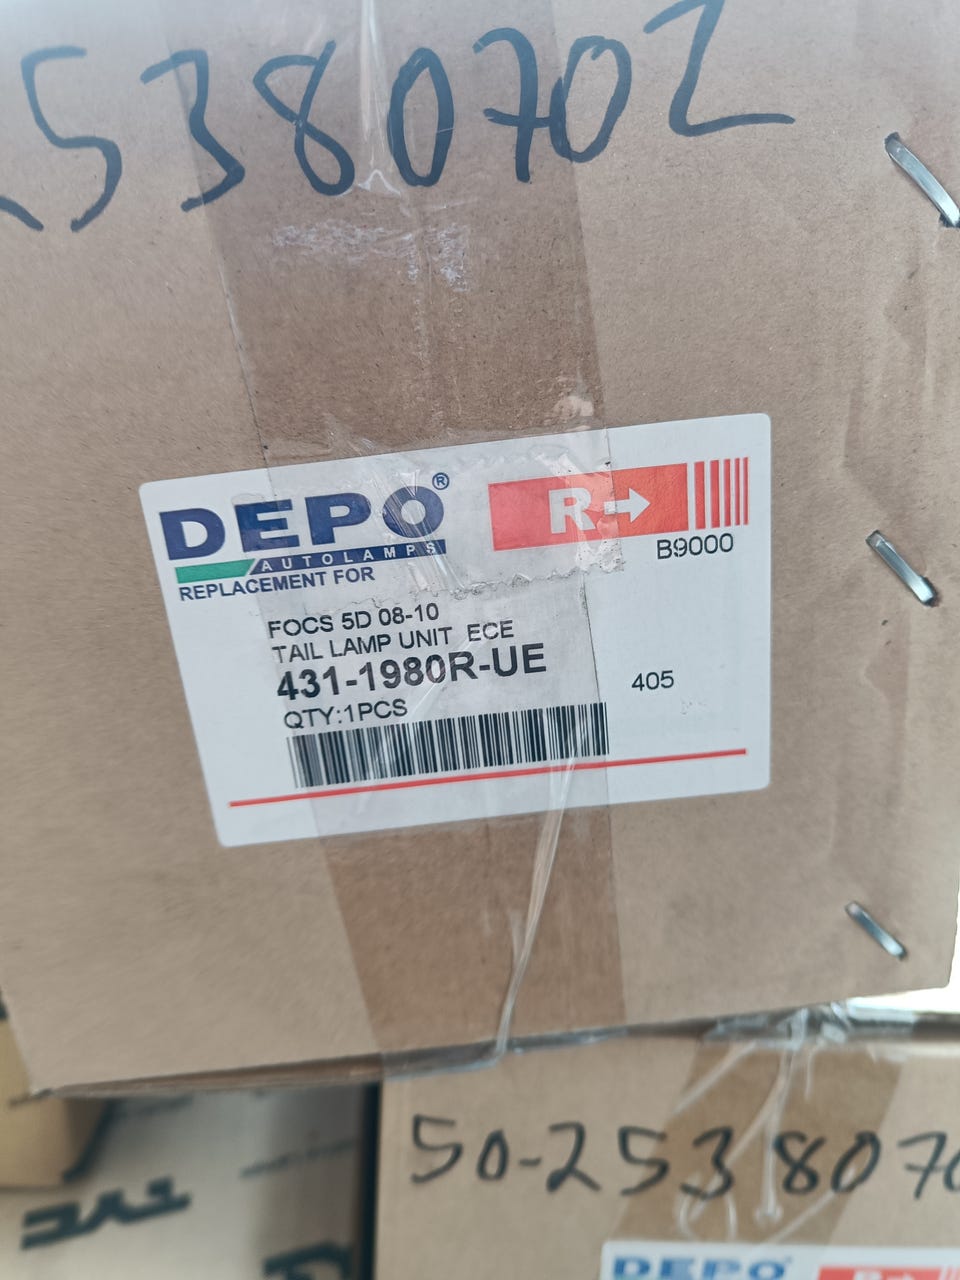 25380702
DEPO®
AUTOLAMPS
REPLACEMENT FOR
R→
B9000
FOCS 5D 08-10
TAIL LAMP UNIT ECE
431-1980R-UE
405
QTY:1PCS
50-2538070
TYC
DEPO
R→